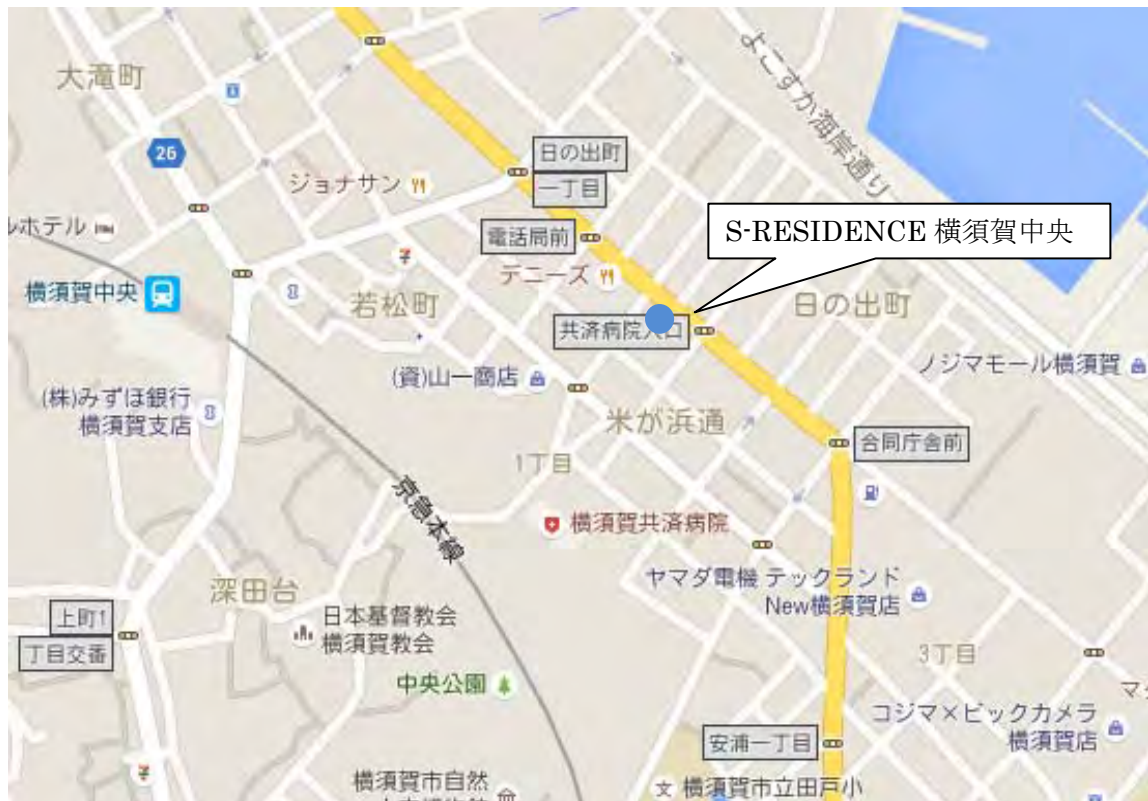 大滝町
よこすか海岸通り
26
日の出町
一丁目
ジョナサン
ルホテル
電話局前
S-RESIDENCE 横須賀中央
デニーズ
横須賀中央
若松町
日の出町
共済病院入口
ノジマモール横須賀
(資)山一商店
(株)みずほ銀行
横須賀支店
米が浜通
合同庁舎前
1丁目
京急本線
横須賀共済病院
ヤマダ電機 テックランド
New横須賀店
深田台
上町1
丁目交番
日本基督教会
横須賀教会
3丁目
中央公園
マ
コジマ×ビックカメラ
横須賀店
安浦一丁目
横須賀市自然
横須賀市立田戸小